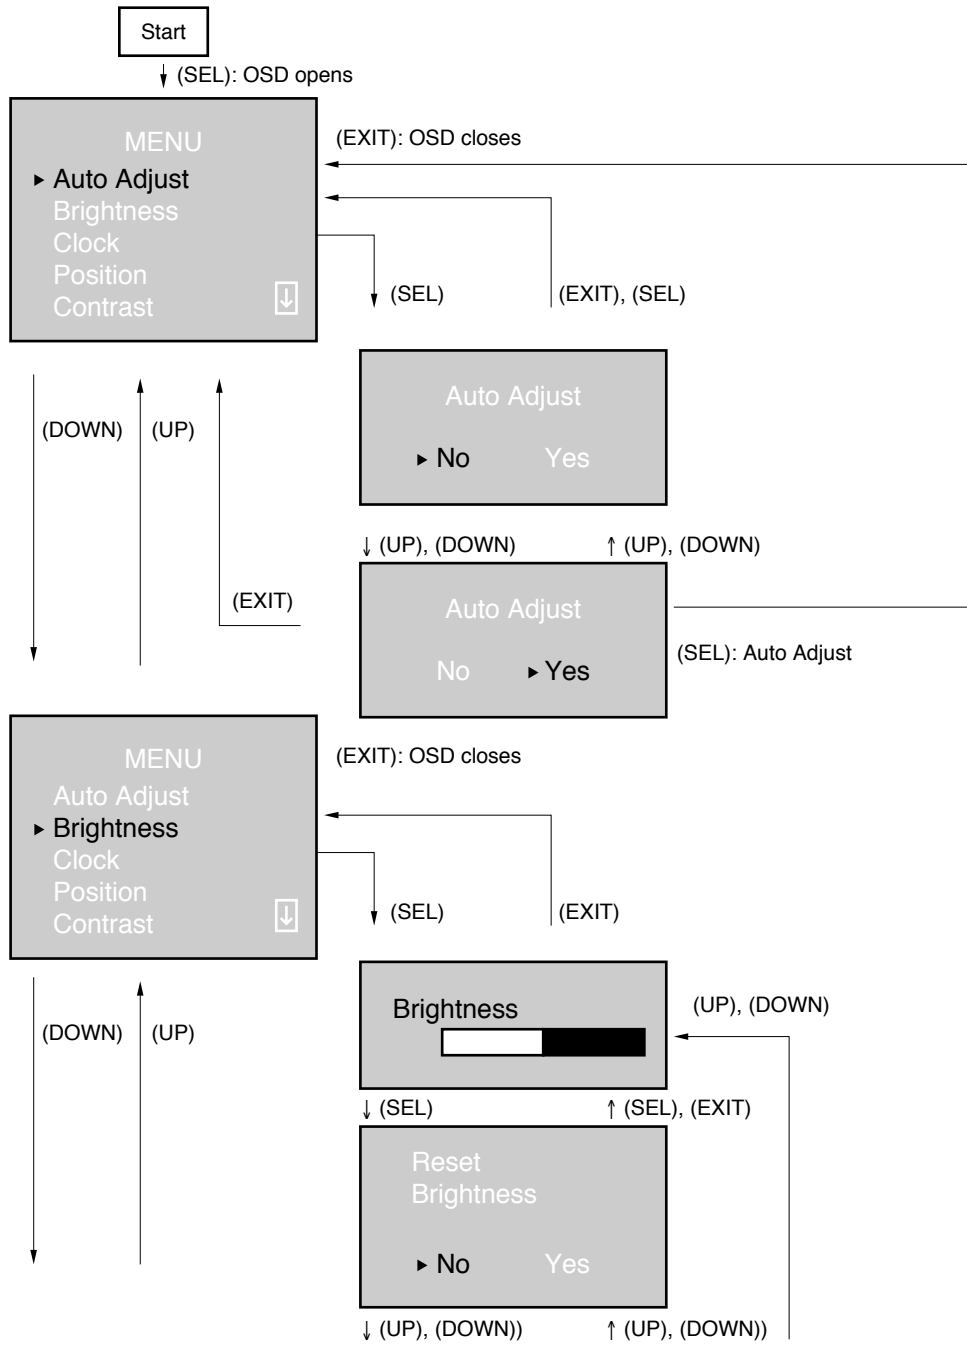 Start
(SEL): OSD opens
MENU
Auto Adjust
Brightness
Clock
Position
Contrast
(EXIT): OSD closes
(SEL)
(EXIT), (SEL)
Auto Adjust
No Yes
(DOWN) (UP)
(UP), (DOWN) (UP), (DOWN)
(EXIT)
Auto Adjust
No Yes
(SEL): Auto Adjust
MENU
Auto Adjust
Brightness
Clock
Position
Contrast
(EXIT): OSD closes
(SEL)
(EXIT)
Brightness
(UP), (DOWN)
(DOWN) (UP)
(SEL) (SEL), (EXIT)
Reset
Brightness
No Yes
(UP), (DOWN)) (UP), (DOWN))